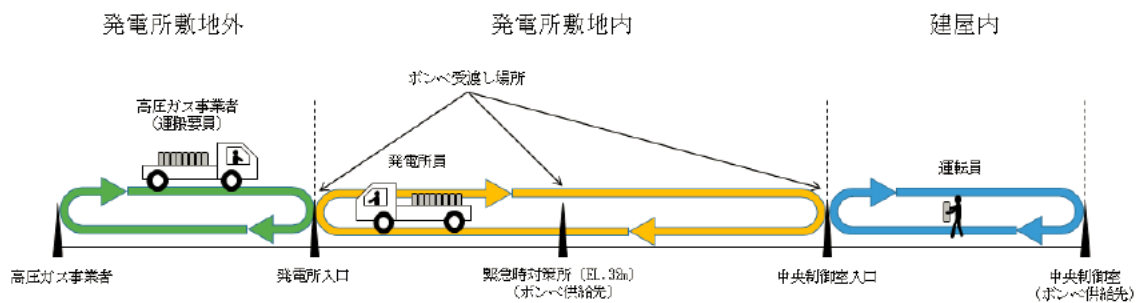 発電所敷地外
発電所敷地内
建屋内
ボンベ受渡し場所
高圧ガス事業者
(運搬要員)
発電所員
運転員
高圧ガス事業者
発電所入口
緊急時対策所(EL.32m)
(ボンベ供給先)
中央制御室入口
中央制御室
(ボンベ供給先)